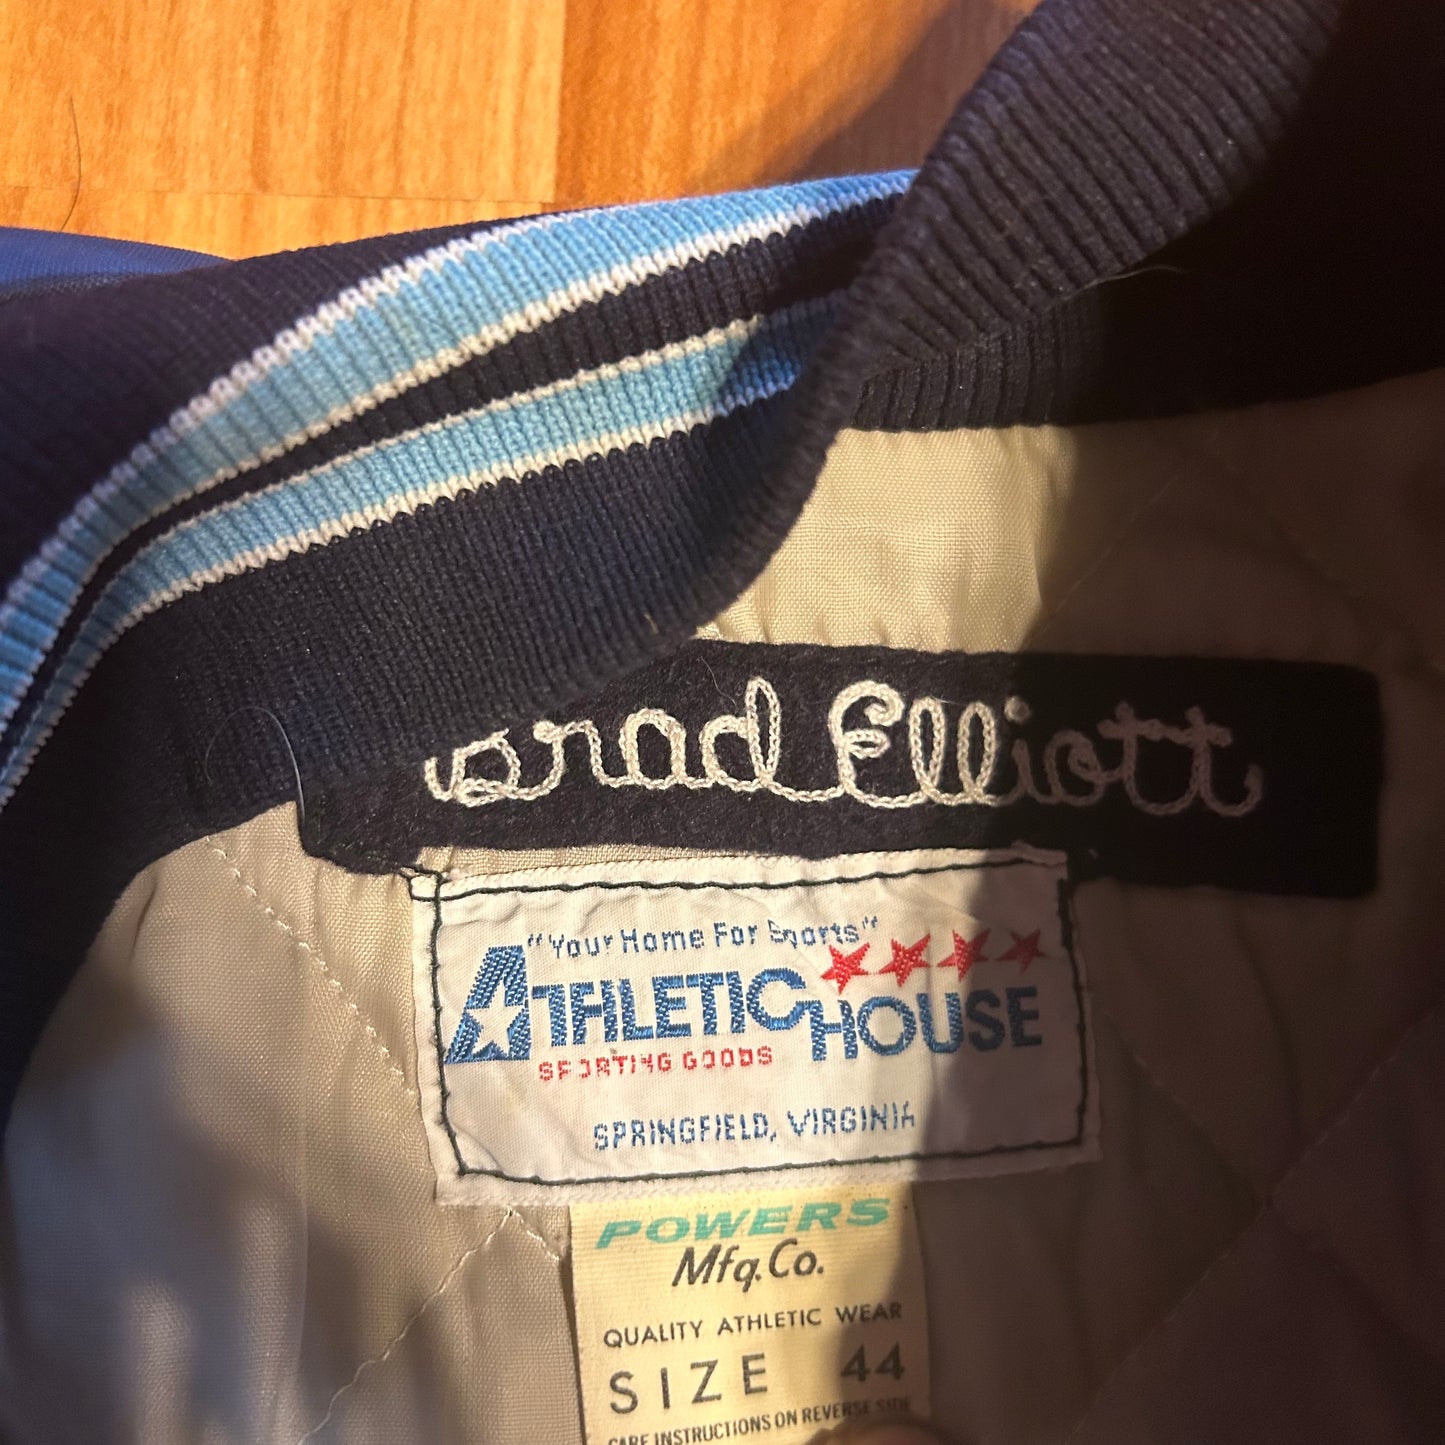 Brad Elliott
"Your Home For Sports"
ATHLETIC HOUSE
SPORTING GOODS
SPRINGFIELD, VIRGINIA
POWERS
Mfg. Co.
QUALITY ATHLETIC WEAR
SIZE 44
CARE INSTRUCTIONS ON REVERSE SIDE